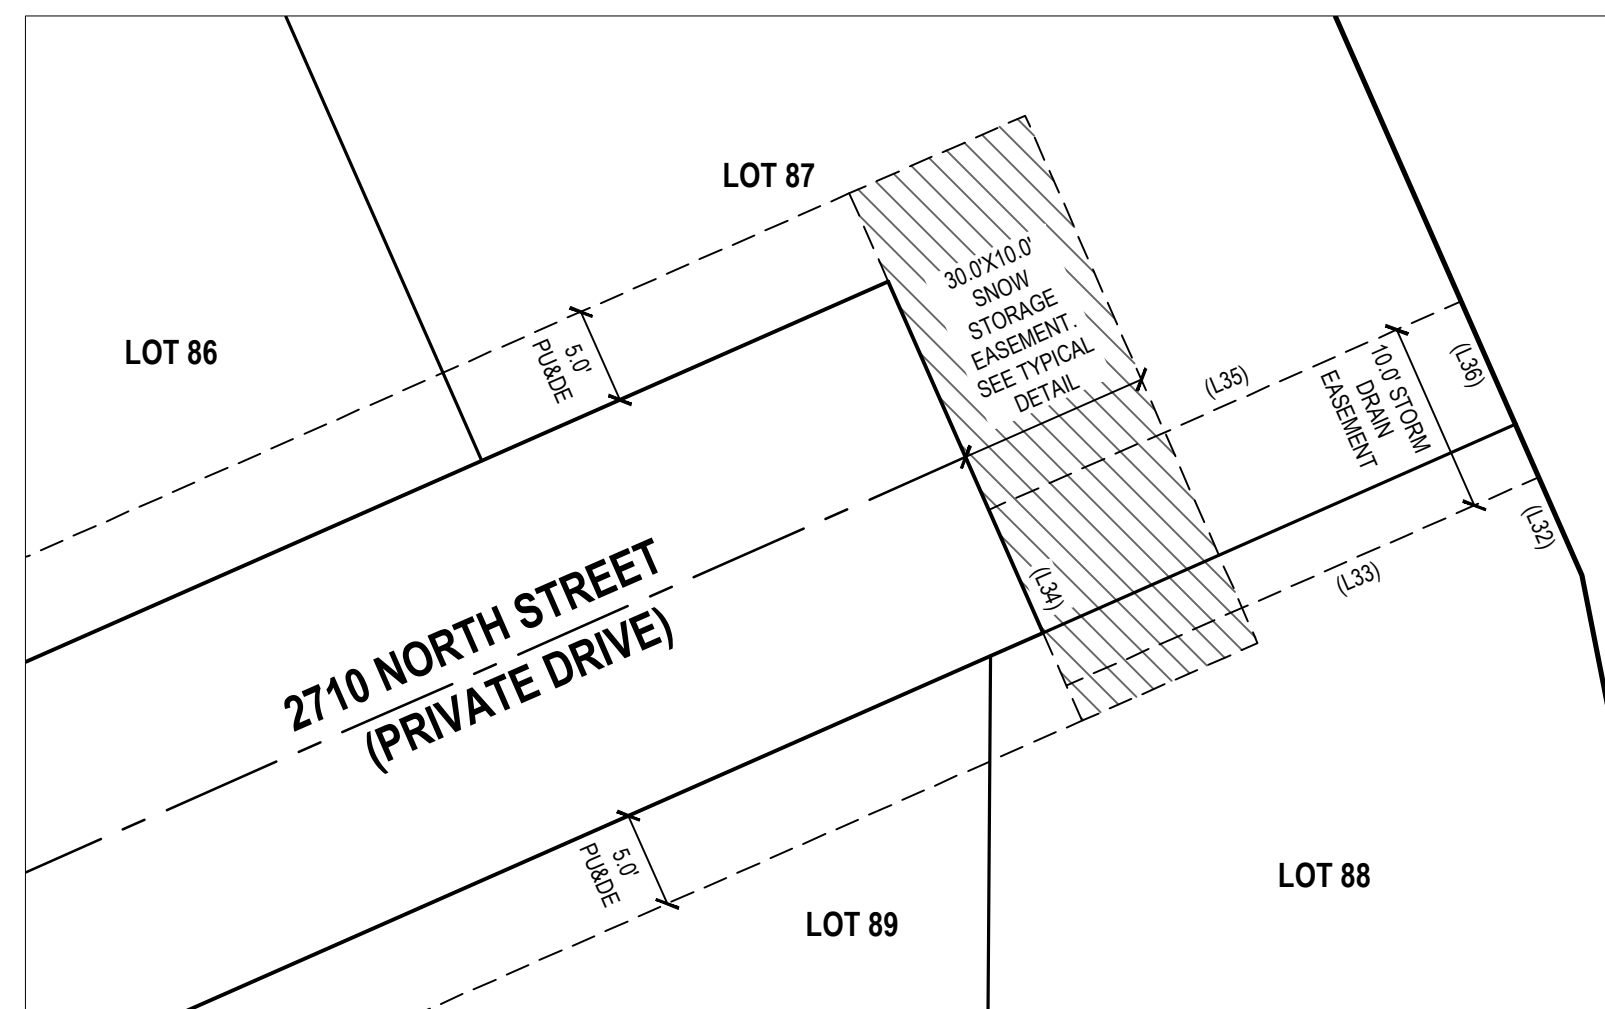 LOT 87
30.0'X10.0'
SNOW
STORAGE
EASEMENT.
SEE TYPICAL
DETAIL
LOT 86
5.0'
PU&DE
(L35)
10.0' STORM
DRAIN
EASEMENT
(L36)
(L32)
(L33)
(L34)
2710 NORTH STREET
(PRIVATE DRIVE)
5.0'
PU&DE
LOT 89
LOT 88